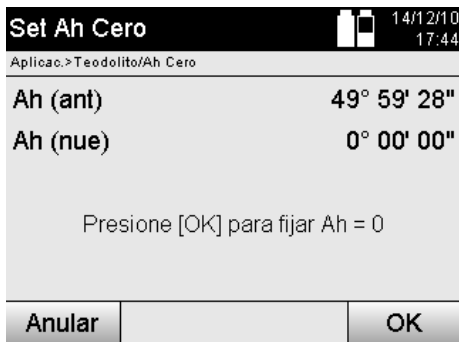 Set Ah Cero
14/12/10
17:44
Aplicac.>Teodolito/Ah Cero
Ah (ant) 49° 59' 28"
Ah (nue) 0° 00' 00"
Presione [OK] para fijar Ah = 0
Anular OK